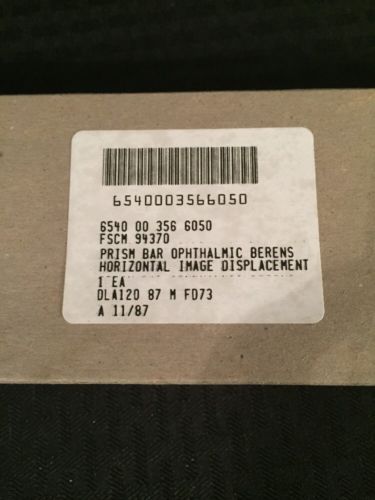 6540003566050
6540 00 356 6050
FSCM 94370
PRISM BAR OPHTHALMIC BERENS
HORIZONTAL IMAGE DISPLACEMENT
1 EA
DLA120 87 M FD73
A 11/87